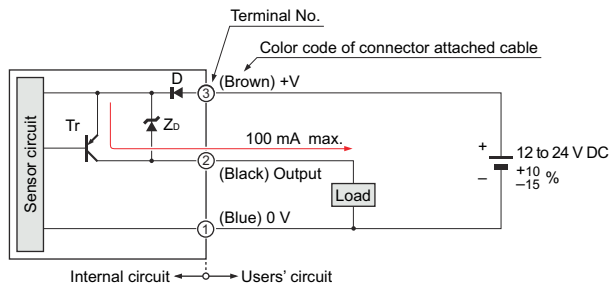 Terminal No.
Color code of connector attached cable
D
③ (Brown) +V
Tr
ZD
100 mA max.
Sensor circuit
②
(Black) Output
+
–
12 to 24 V DC
+10
–15 %
Load
① (Blue) 0 V
Internal circuit
Users' circuit